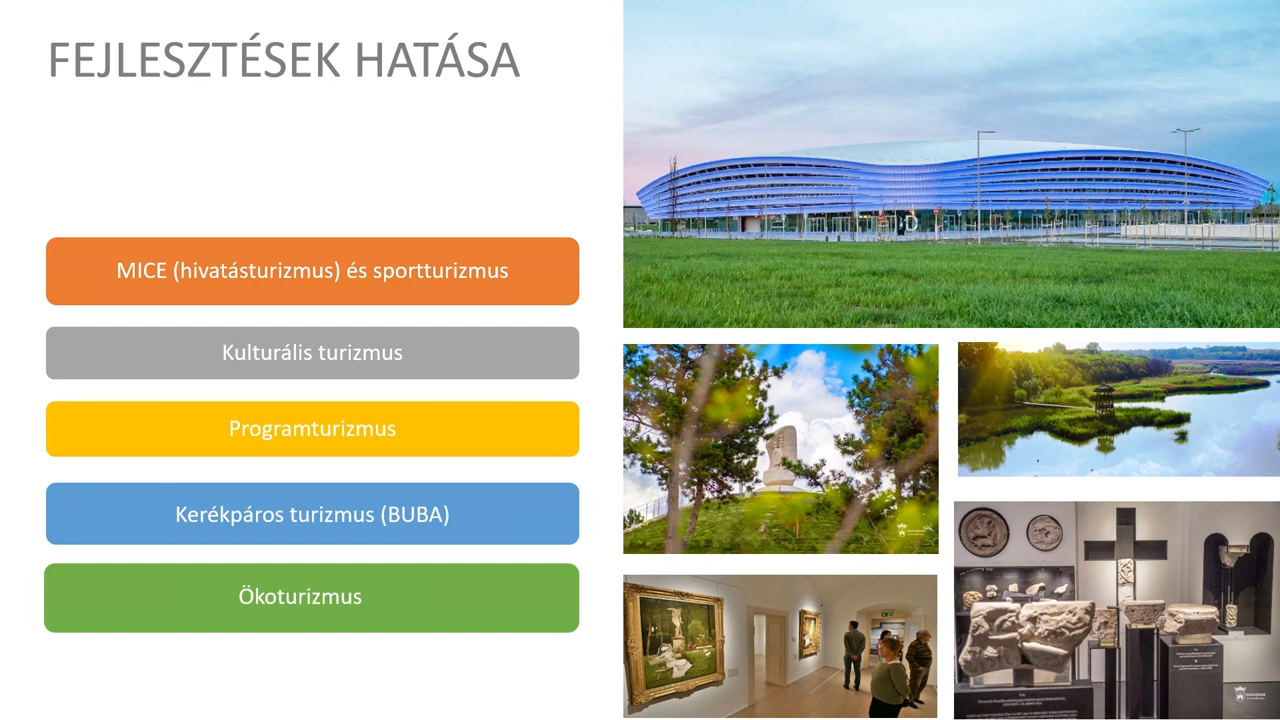 FEJLESZTÉSEK HATÁSA
MICE (hivatásturizmus) és sportturizmus
Kulturális turizmus
Programturizmus
Kerékpáros turizmus (BUBA)
Ökoturizmus